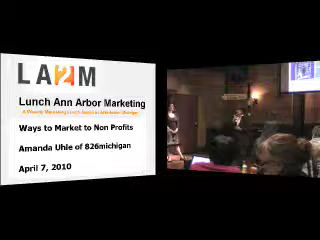 LA2M
Lunch Ann Arbor Marketing
Ways to Market to Non Profits
Amanda Uhle of 826michigan
April 7, 2010